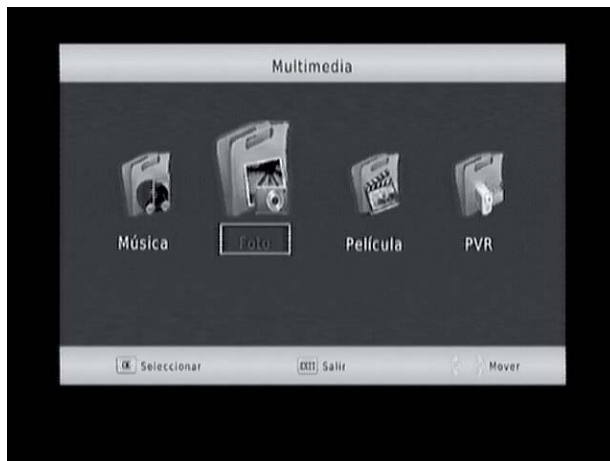 Multimedia
Música Foto Película PVR
OK Seleccionar EXIT Salir Mover